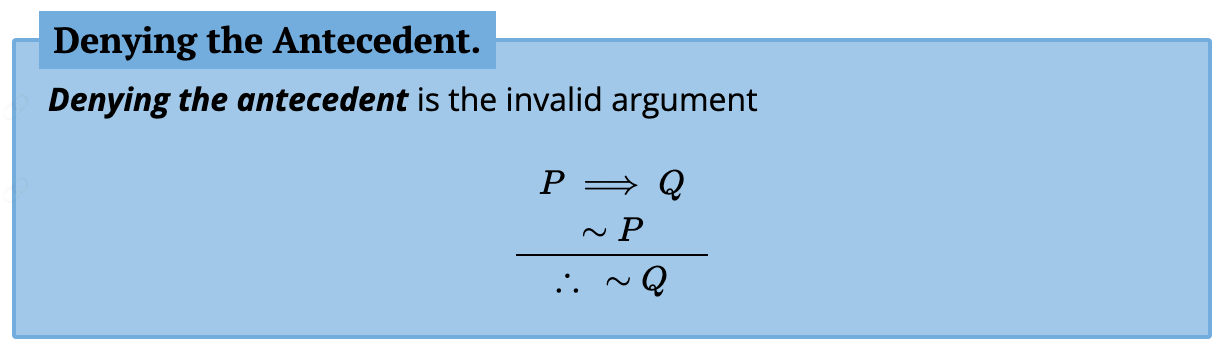 Denying the Antecedent.
Denying the antecedent is the invalid argument
P ⟹ Q
∼ P
∴ ∼ Q